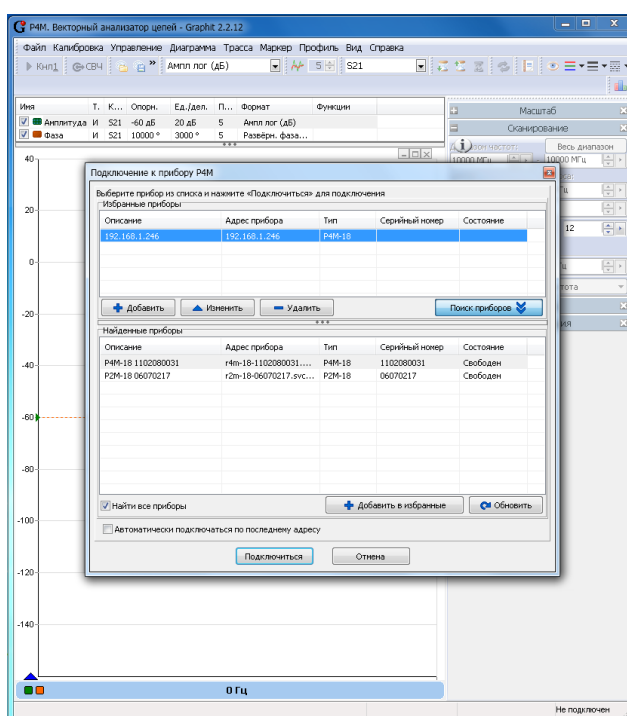 Р4М. Векторный анализатор цепей - Graphit 2.2.12
Файл Калибровка Управление Диаграмма Трасса Маркер Профиль Вид Справка
Кнп1 СВЧ » Ампл лог (дБ) 5 S21
Имя Т. К... Опорн. Ед./дел. П... Формат Функции
Амплитуда И S21 -60 дБ 20 дБ 5 Ампл лог (дБ)
Фаза И S21 10000 ° 3000 ° 5 Развёрн. фаза...
Масштаб
Сканирование
Весь диапазон
10000 МГц 10000 МГц
12
Подключение к прибору Р4М
Выберите прибор из списка и нажмите «Подключиться» для подключения
Избранные приборы
Описание Адрес прибора Тип Серийный номер Состояние
192.168.1.246 192.168.1.246 Р4М-18
Добавить Изменить Удалить Поиск приборов
Найденные приборы
Описание Адрес прибора Тип Серийный номер Состояние
Р4М-18 1102080031 r4m-18-1102080031.... Р4М-18 1102080031 Свободен
Р2М-18 06070217 r2m-18-06070217.svc... Р2М-18 06070217 Свободен
Найти все приборы Добавить в избранные Обновить
Автоматически подключаться по последнему адресу
Подключиться Отмена
40
20
0
-20
-40
-60
-80
-100
-120
-140
0 Гц
Не подключен